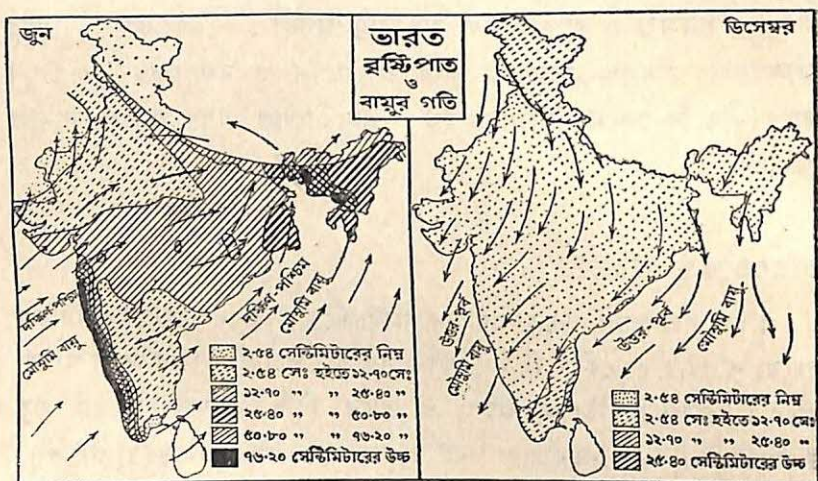 জুন
ভারত
বৃষ্টিপাত
ও
বায়ুর গতি
ডিসেম্বর
দক্ষিণ-পশ্চিম
মৌসুমি বায়ু
দক্ষিণ-পশ্চিম
মৌসুমি বায়ু
২·৫৪ সেন্টিমিটারের নিম্ন
২·৫৪ সেঃ হইতে ১২·৭০ সেঃ
১২·৭০ ,, ,, ২৫·৪০ ,,
২৫·৪০ ,, ,, ৫০·৮০ ,,
৫০·৮০ ,, ,, ৭৬·২০ ,,
৭৬·২০ সেন্টিমিটারের উচ্চ
উত্তর-পূর্ব
মৌসুমি বায়ু
উত্তর-পূর্ব
মৌসুমি বায়ু
২·৫৪ সেন্টিমিটারের নিম্ন
২·৫৪ সেঃ হইতে ১২·৭০ সেঃ
১২·৭০ ,, ,, ২৫·৪০ ,,
২৫·৪০ সেন্টিমিটারের উচ্চ